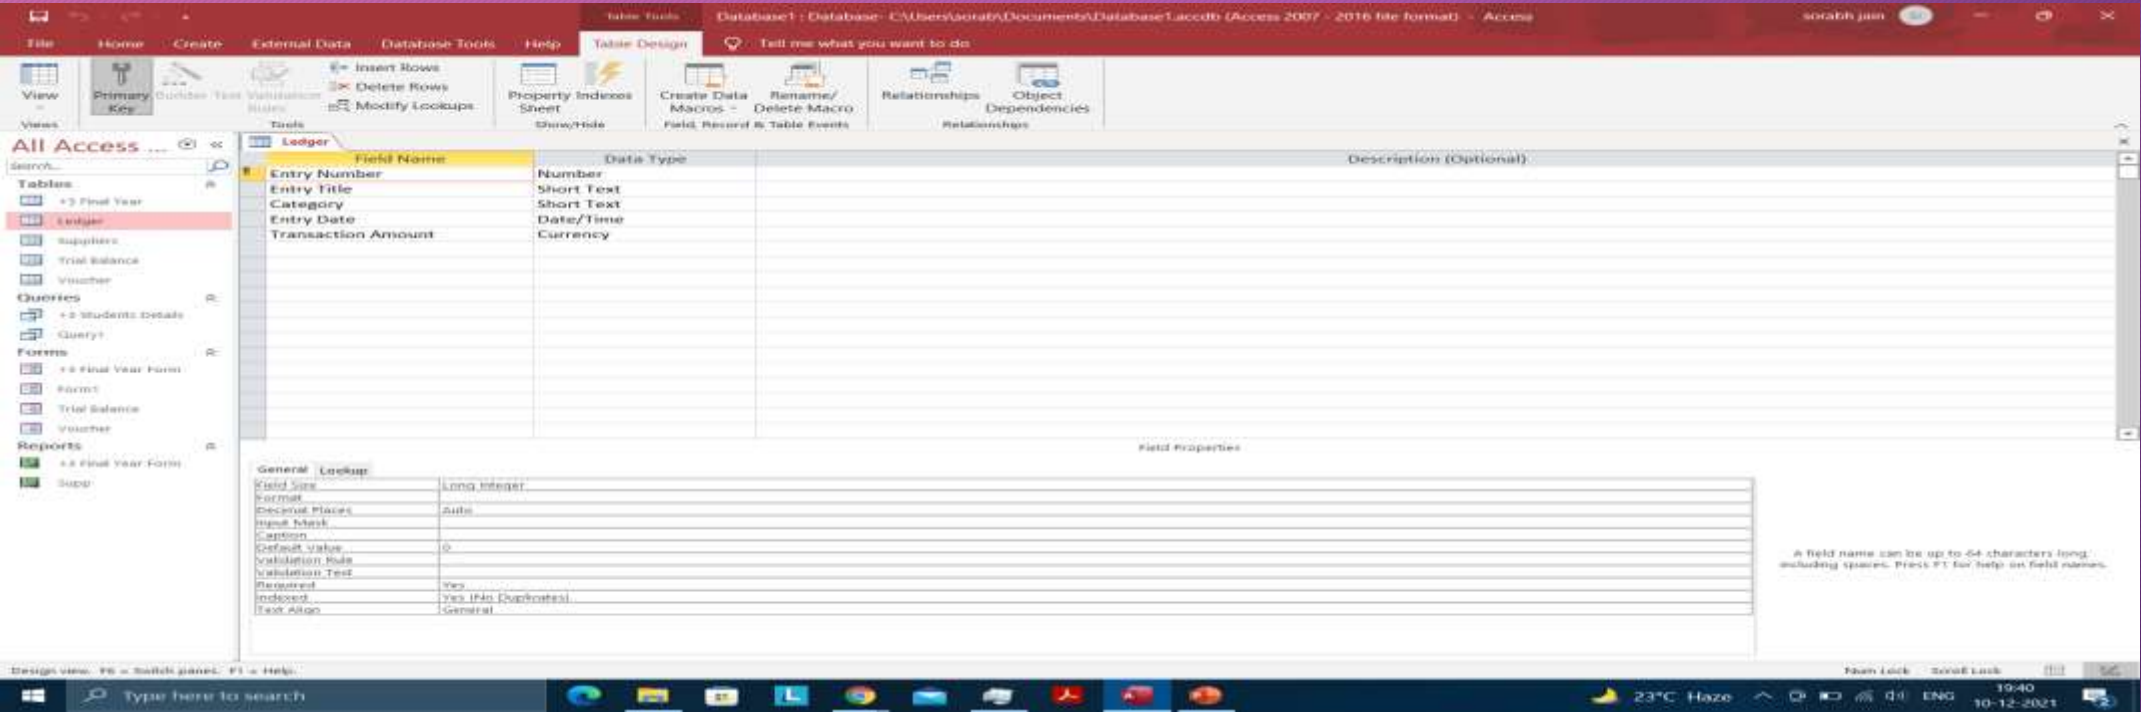 Table Tools
Database1 : Database- C:\Users\sorab\Documents\Database1.accdb (Access 2007 - 2016 file format) - Access
sorabh jain
File Home Create External Data Database Tools Help Table Design Tell me what you want to do
View
Primary Key
Builder Test Validation Rules
Insert Rows
Delete Rows
Modify Lookups
Property Sheet
Indexes
Create Data Macros
Rename/ Delete Macro
Relationships
Object Dependencies
Views
Tools
Show/Hide
Field, Record & Table Events
Relationships
All Access ...
Search...
Tables
+3 Final Year
Ledger
Suppliers
Trial Balance
Voucher
Queries
+3 Students Details
Query1
Forms
+3 Final Year Form
Form1
Trial Balance
Voucher
Reports
+3 Final Year Form
Supp
Ledger
Field Name Data Type Description (Optional)
Entry Number Number
Entry Title Short Text
Category Short Text
Entry Date Date/Time
Transaction Amount Currency
Field Properties
General Lookup
Field Size Long Integer
Format
Decimal Places Auto
Input Mask
Caption
Default Value 0
Validation Rule
Validation Text
Required Yes
Indexed Yes (No Duplicates)
Text Align General
A field name can be up to 64 characters long,
including spaces. Press F1 for help on field names.
Design view. F6 = Switch panes. F1 = Help.
Num Lock Scroll Lock
Type here to search
23°C Haze
ENG
19:40
10-12-2021